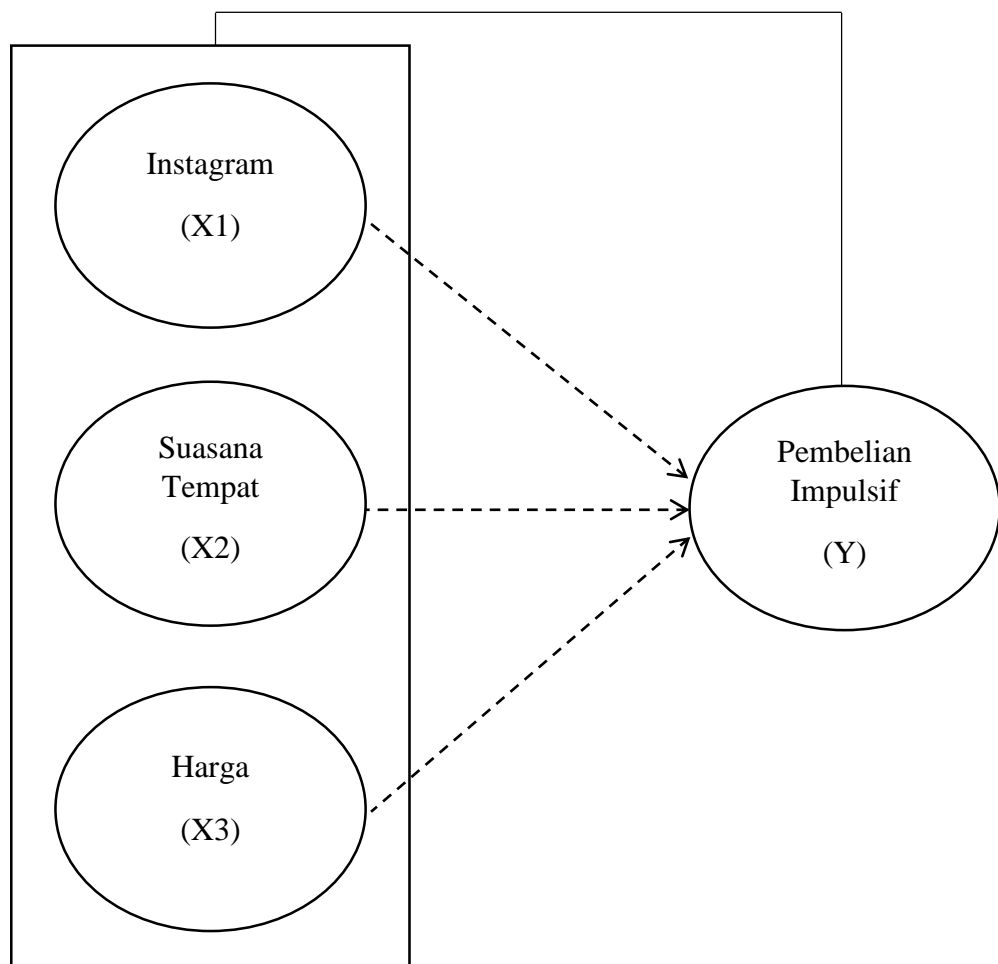 Instagram
(X1)
Suasana
Tempat
(X2)
Harga
(X3)
Pembelian
Impulsif
(Y)